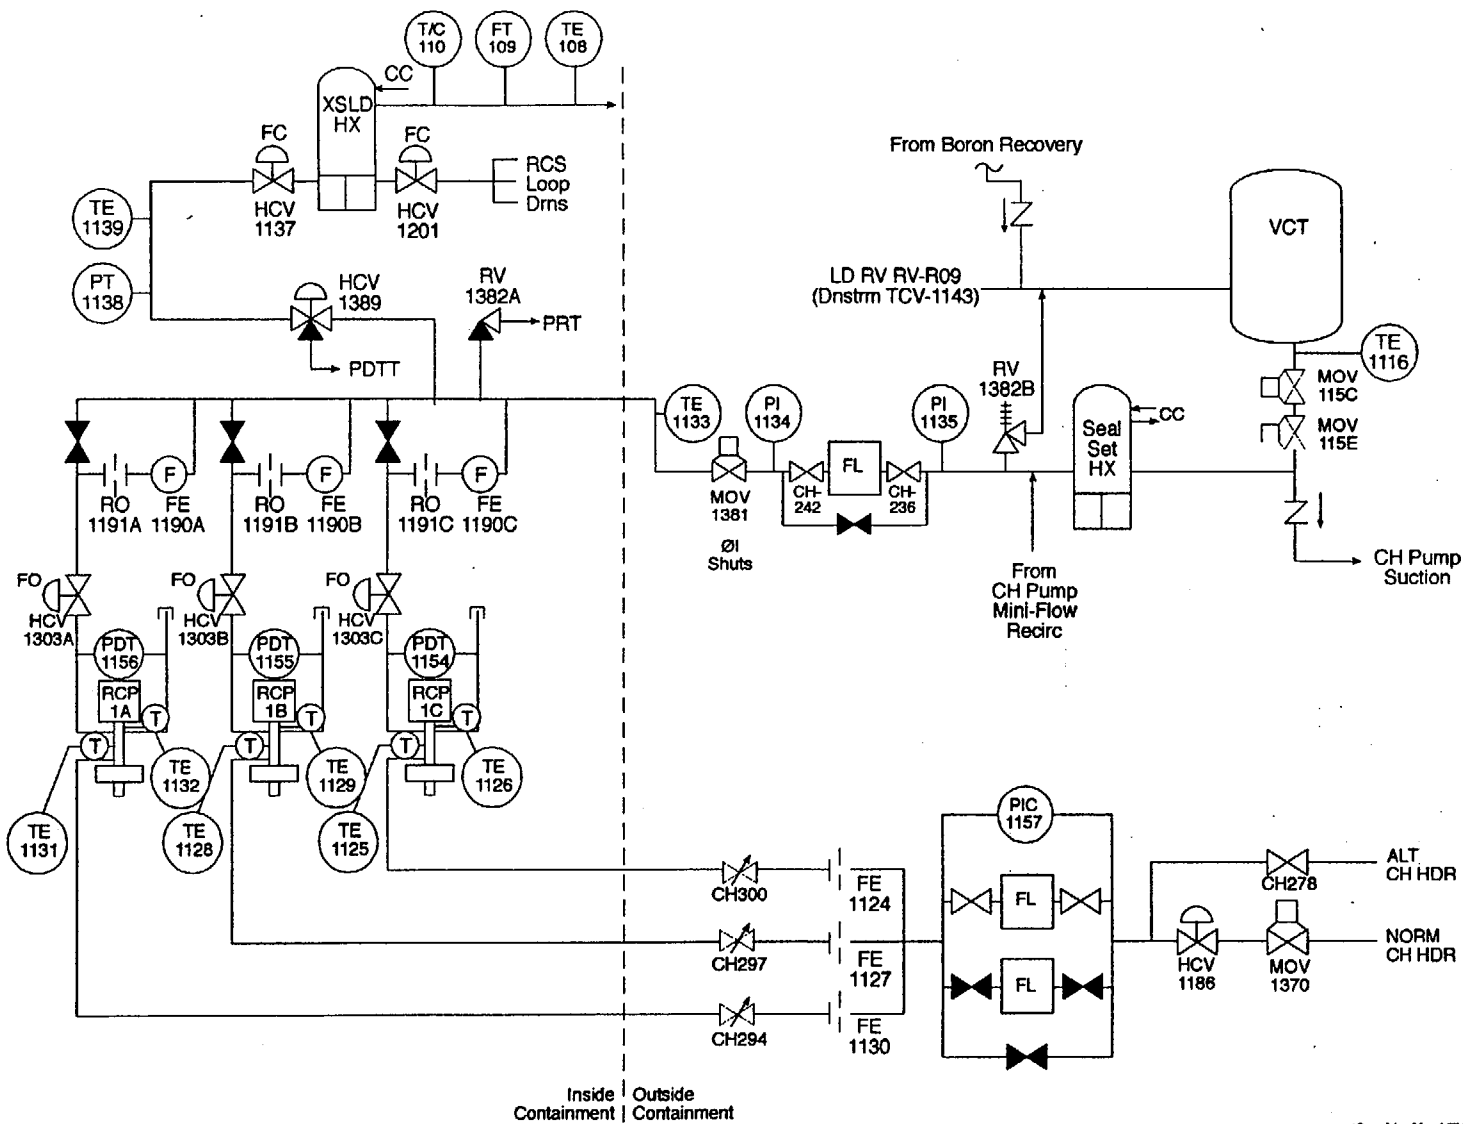 T/C
110
FT
109
TE
108
CC
XSLD
HX
FC
FC
RCS
Loop
Drns
HCV
1137
HCV
1201
TE
1139
PT
1138
HCV
1389
RV
1382A
PRT
PDTT
From Boron Recovery
VCT
LD RV RV-R09
(Dnstrm TCV-1143)
TE
1116
MOV
115C
MOV
115E
RV
1382B
TE
1133
PI
1134
PI
1135
CC
Seal
Set
HX
FL
MOV
1381
CH-
242
CH-
236
ØI
Shuts
From
CH Pump
Mini-Flow
Recirc
CH Pump
Suction
F
F
F
RO
1191A
FE
1190A
RO
1191B
FE
1190B
RO
1191C
FE
1190C
FO
HCV
1303A
FO
HCV
1303B
FO
HCV
1303C
PDT
1156
PDT
1155
PDT
1154
RCP
1A
RCP
1B
RCP
1C
T
T
T
T
T
T
TE
1132
TE
1129
TE
1126
TE
1131
TE
1128
TE
1125
PIC
1157
ALT
CH HDR
CH278
CH300
FE
1124
FL
CH297
FE
1127
FL
HCV
1186
MOV
1370
NORM
CH HDR
CH294
FE
1130
Inside
Containment
Outside
Containment